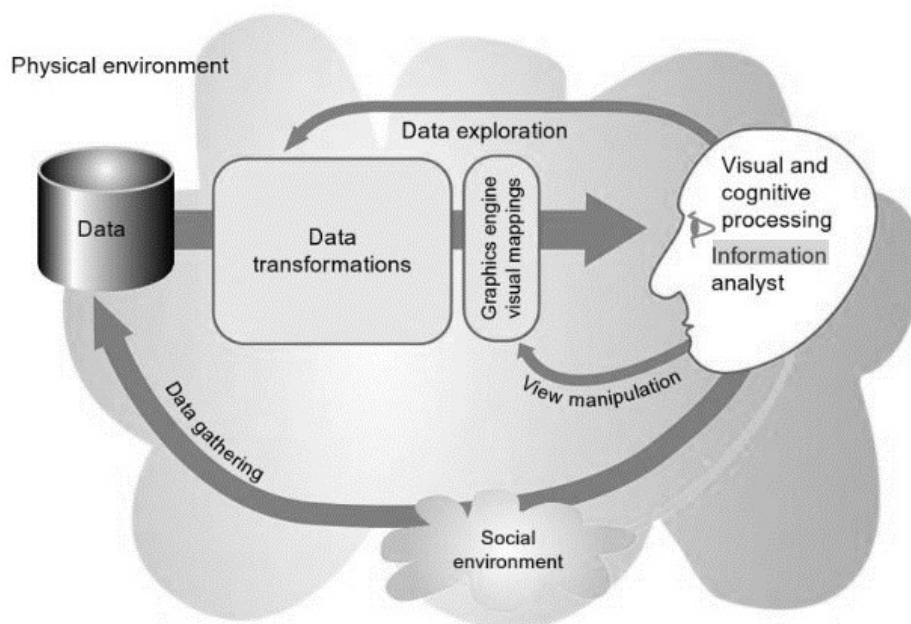 Physical environment
Data exploration
Data
Data
transformations
Graphics engine
visual mappings
Visual and
cognitive
processing
Information
analyst
View manipulation
Data gathering
Social
environment